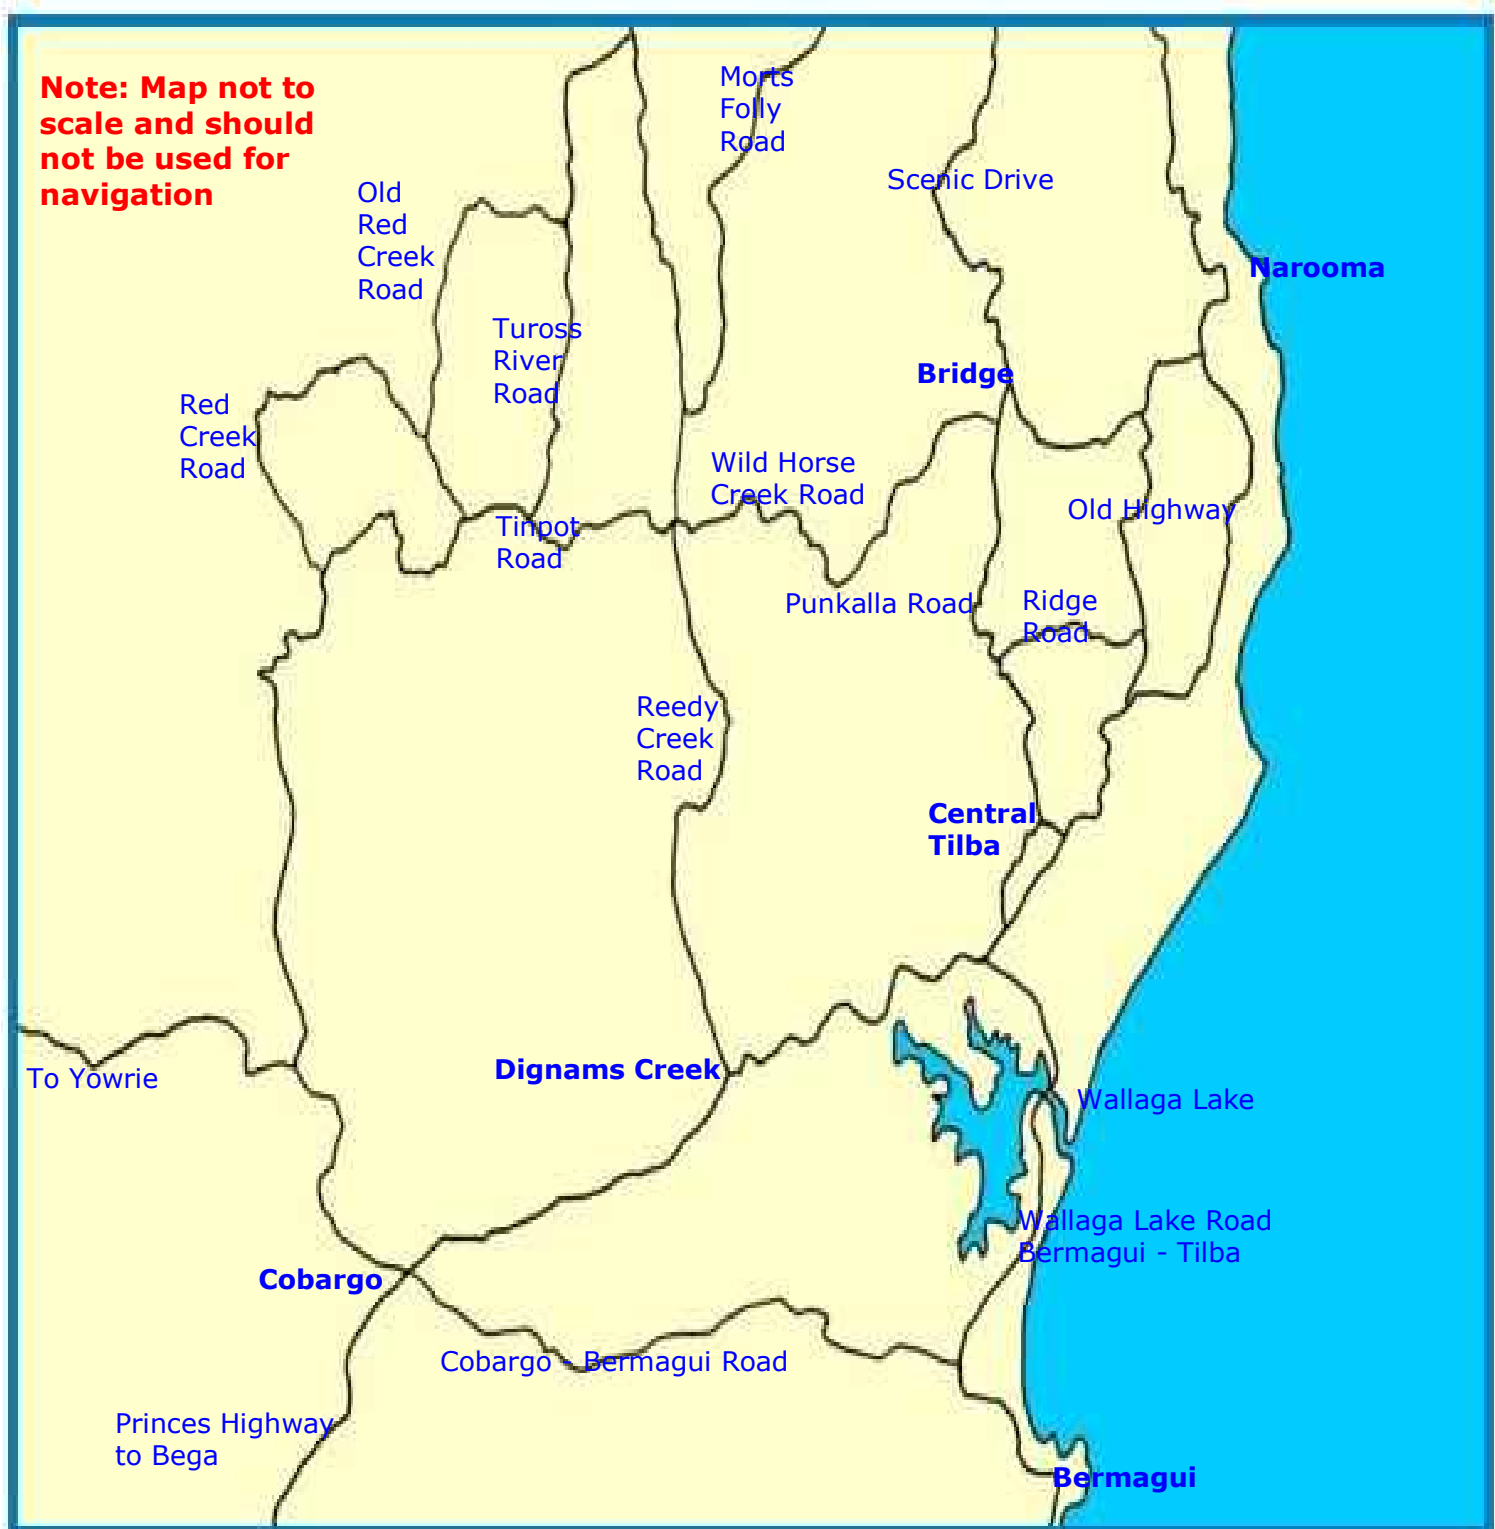 Note: Map not to
scale and should
not be used for
navigation
Morts
Folly
Road
Scenic Drive
Old
Red
Creek
Road
Narooma
Tuross
River
Road
Bridge
Red
Creek
Road
Wild Horse
Creek Road
Old Highway
Tinpot
Road
Punkalla Road
Ridge
Road
Reedy
Creek
Road
Central
Tilba
To Yowrie
Dignams Creek
Wallaga Lake
Wallaga Lake Road
Bermagui - Tilba
Cobargo
Cobargo - Bermagui Road
Princes Highway
to Bega
Bermagui